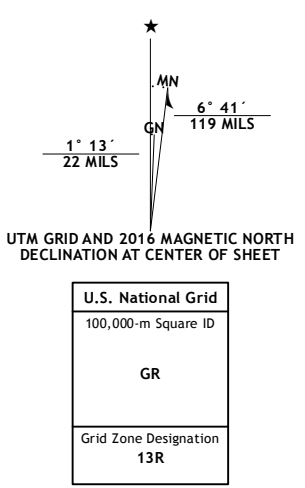 ★
MN
6° 41´
119 MILS
GN
1° 13´
22 MILS
UTM GRID AND 2016 MAGNETIC NORTH
DECLINATION AT CENTER OF SHEET
U.S. National Grid
100,000-m Square ID
GR
Grid Zone Designation
13R